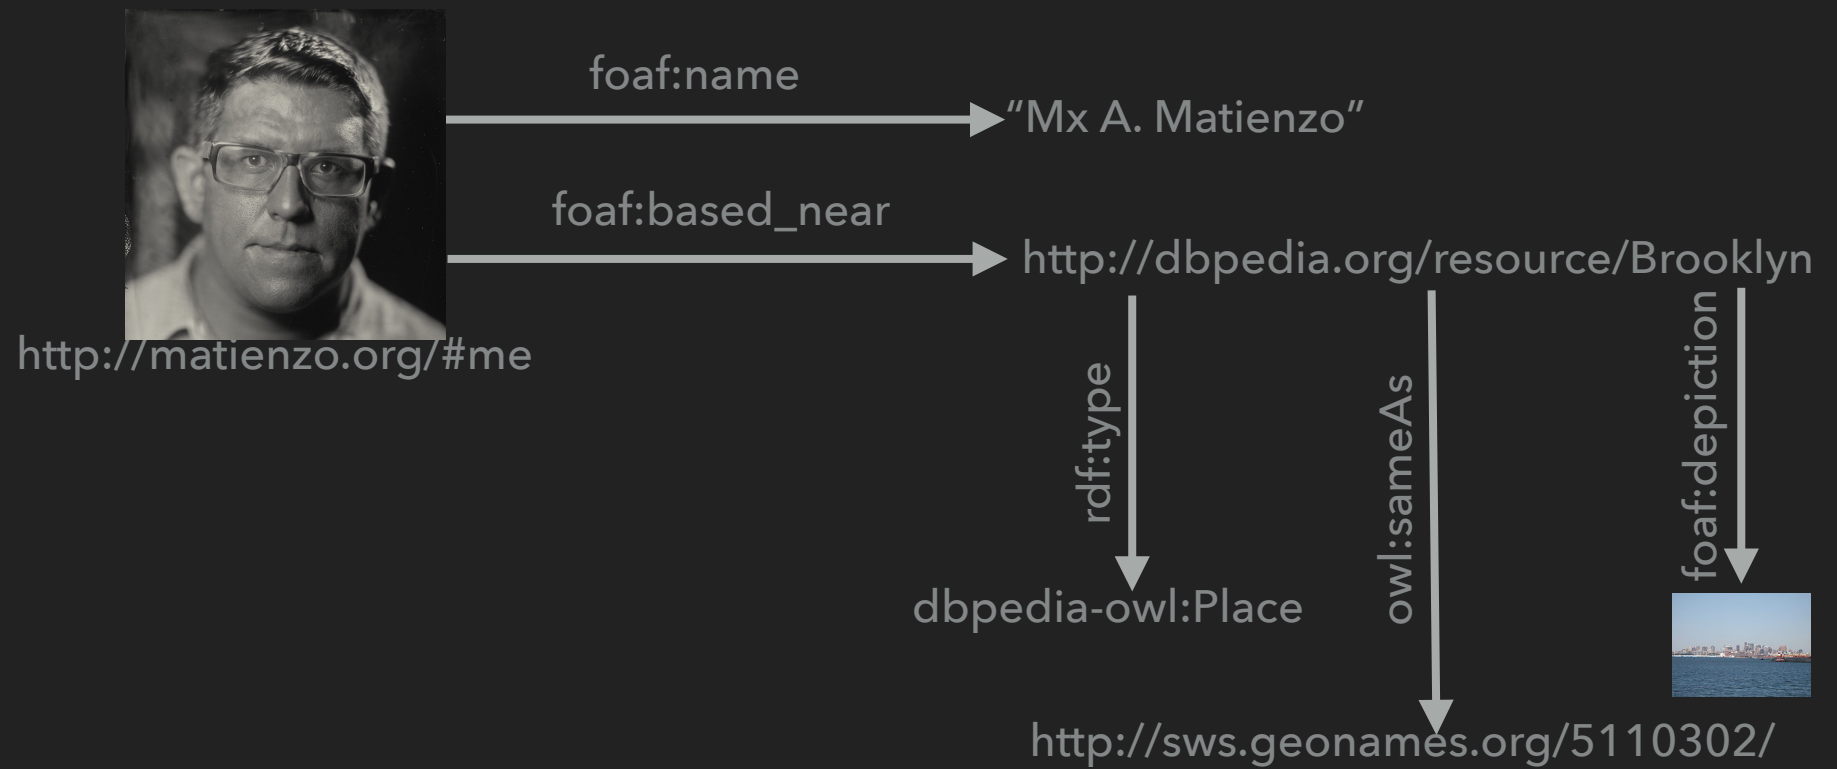 foaf:name
“Mx A. Matienzo”
foaf:based_near
http://dbpedia.org/resource/Brooklyn
http://matienzo.org/#me
rdf:type
owl:sameAs
foaf:depiction
dbpedia-owl:Place
http://sws.geonames.org/5110302/